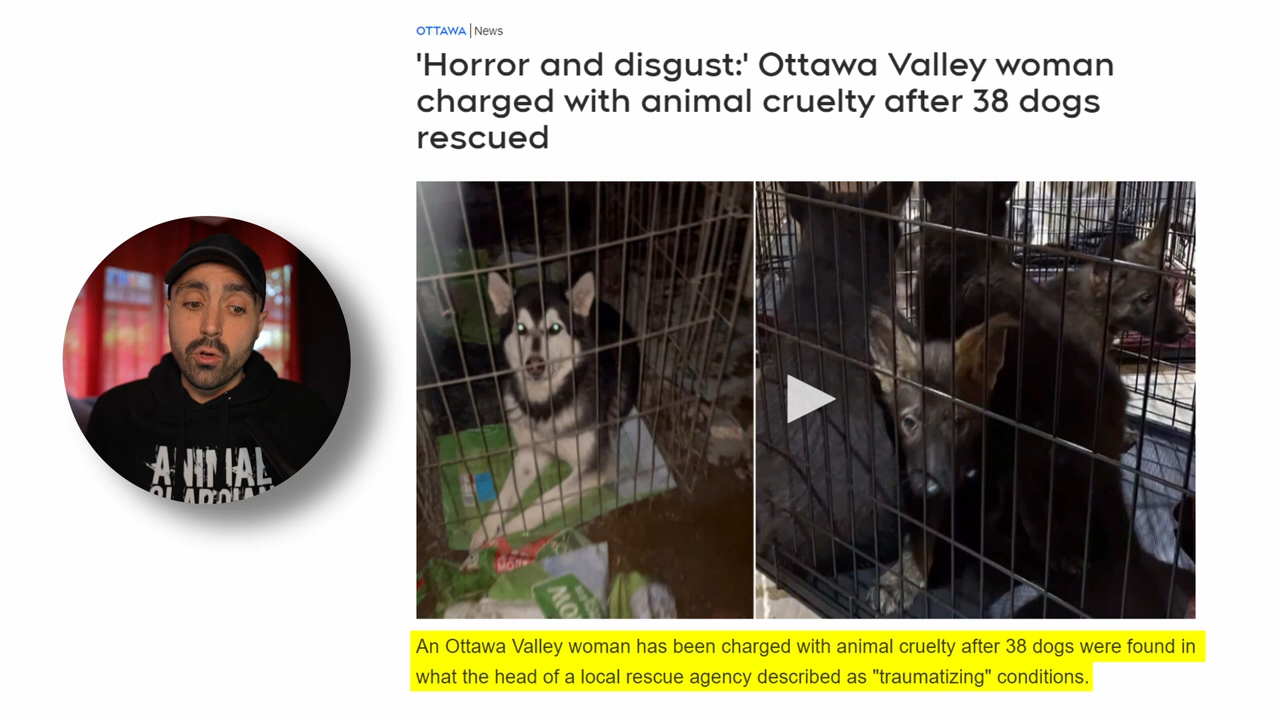 OTTAWA | News
'Horror and disgust:' Ottawa Valley woman
charged with animal cruelty after 38 dogs
rescued
ANIMAL
GUARDIAN
An Ottawa Valley woman has been charged with animal cruelty after 38 dogs were found in
what the head of a local rescue agency described as "traumatizing" conditions.